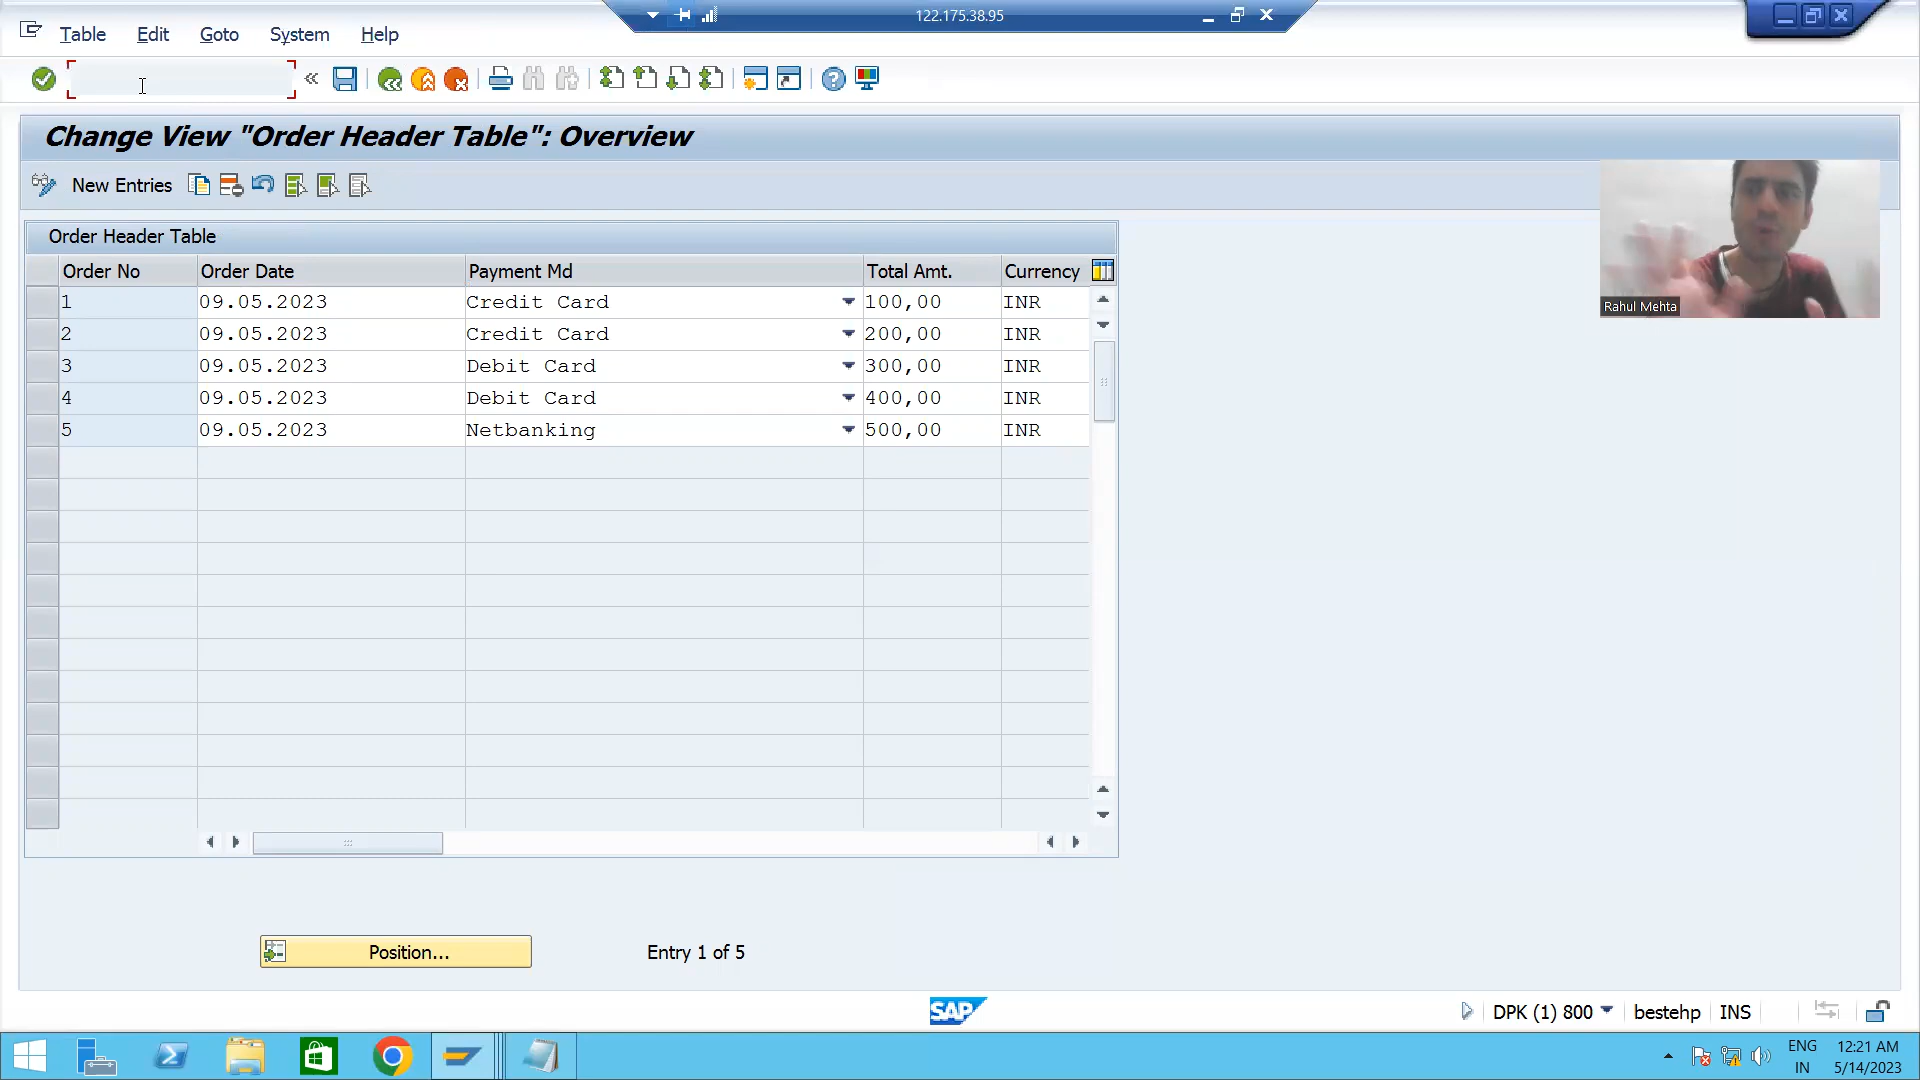 122.175.38.95
Table Edit Goto System Help
Change View "Order Header Table": Overview
New Entries
Order Header Table
Order No Order Date Payment Md Total Amt. Currency
1 09.05.2023 Credit Card 100,00 INR
2 09.05.2023 Credit Card 200,00 INR
3 09.05.2023 Debit Card 300,00 INR
4 09.05.2023 Debit Card 400,00 INR
5 09.05.2023 Netbanking 500,00 INR
Rahul Mehta
Position... Entry 1 of 5
SAP
DPK (1) 800 bestehp INS
ENG 12:21 AM
IN 5/14/2023